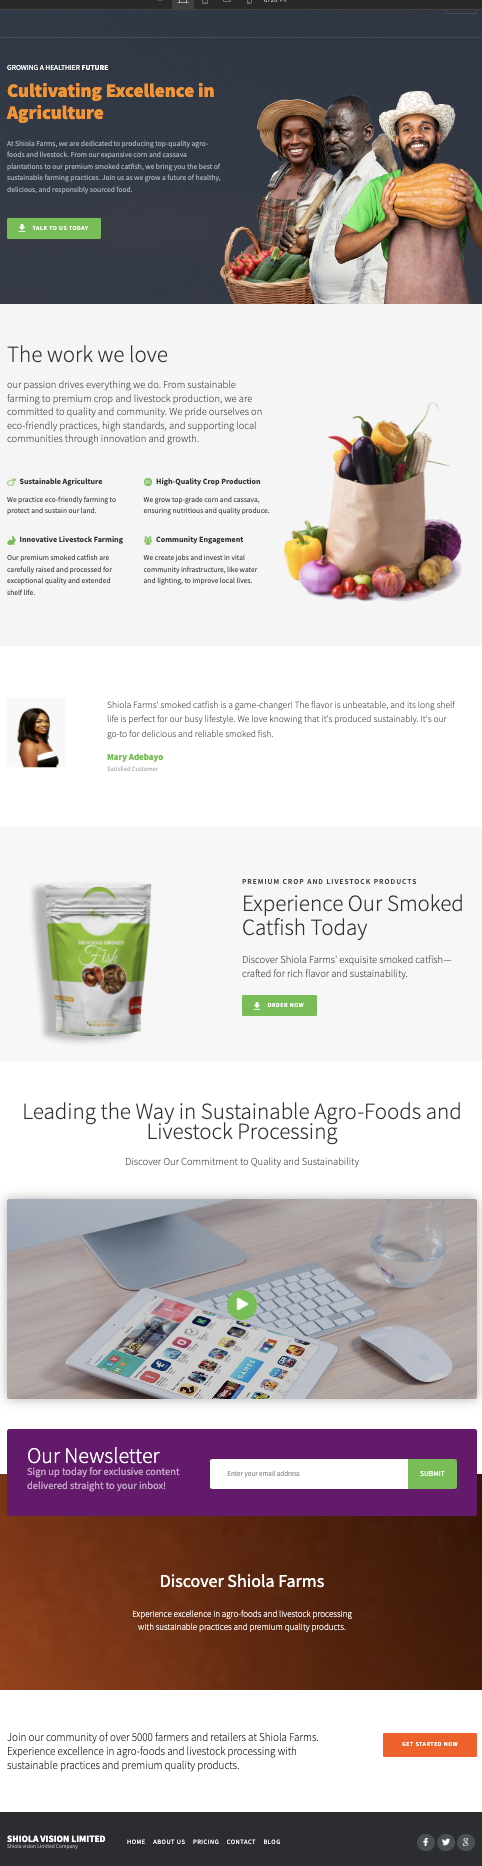 GROWING A HEALTHIER FUTURE
Cultivating Excellence in
Agriculture
At Shiola Farms, we are dedicated to producing top-quality agro-
foods and livestock. From our expansive corn and cassava
plantations to our premium smoked catfish, we bring you the best of
sustainable farming practices. Join us as we grow a future of healthy,
delicious, and responsibly sourced food.
TALK TO US TODAY
The work we love
our passion drives everything we do. From sustainable
farming to premium crop and livestock production, we are
committed to quality and community. We pride ourselves on
eco-friendly practices, high standards, and supporting local
communities through innovation and growth.
Sustainable Agriculture
We practice eco-friendly farming to
protect and sustain our land.
High-Quality Crop Production
We grow top-grade corn and cassava,
ensuring nutritious and quality produce.
Innovative Livestock Farming
Our premium smoked catfish are
carefully raised and processed for
exceptional quality and extended
shelf life.
Community Engagement
We create jobs and invest in vital
community infrastructure, like water
and lighting, to improve local lives.
Shiola Farms' smoked catfish is a game-changer! The flavor is unbeatable, and its long shelf
life is perfect for our busy lifestyle. We love knowing that it's produced sustainably. It's our
go-to for delicious and reliable smoked fish.
Mary Adebayo
Satisfied Customer
DELICIOUS SMOKED
Fish
PREMIUM CROP AND LIVESTOCK PRODUCTS
Experience Our Smoked
Catfish Today
Discover Shiola Farms' exquisite smoked catfish—
crafted for rich flavor and sustainability.
ORDER NOW
Leading the Way in Sustainable Agro-Foods and
Livestock Processing
Discover Our Commitment to Quality and Sustainability
GAMES
Our Newsletter
Sign up today for exclusive content
delivered straight to your inbox!
Enter your email address
SUBMIT
Discover Shiola Farms
Experience excellence in agro-foods and livestock processing
with sustainable practices and premium quality products.
Join our community of over 5000 farmers and retailers at Shiola Farms.
Experience excellence in agro-foods and livestock processing with
sustainable practices and premium quality products.
GET STARTED NOW
SHIOLA VISION LIMITED
Shiola vision Limited Company
HOME ABOUT US PRICING CONTACT BLOG